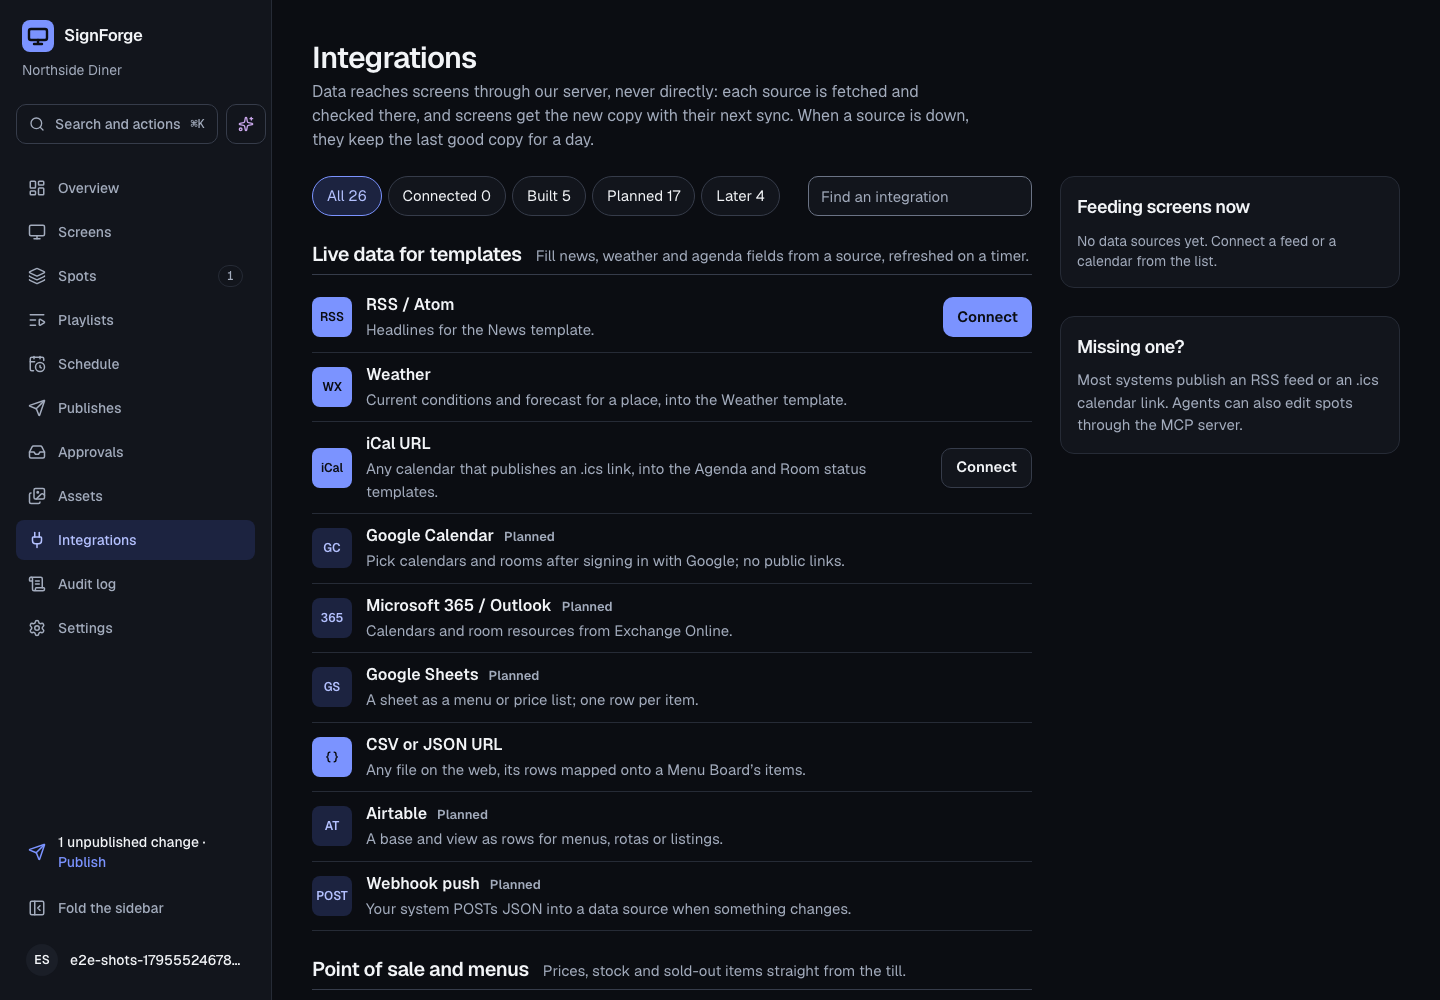 SignForge
Northside Diner
Search and actions ⌘K
Overview
Screens
Spots 1
Playlists
Schedule
Publishes
Approvals
Assets
Integrations
Audit log
Settings
1 unpublished change ·
Publish
Fold the sidebar
ES e2e-shots-17955524678…
Integrations
Data reaches screens through our server, never directly: each source is fetched and
checked there, and screens get the new copy with their next sync. When a source is down,
they keep the last good copy for a day.
All 26 Connected 0 Built 5 Planned 17 Later 4 Find an integration
Live data for templates Fill news, weather and agenda fields from a source, refreshed on a timer.
RSS RSS / Atom
Headlines for the News template.
Connect
WX Weather
Current conditions and forecast for a place, into the Weather template.
iCal iCal URL
Any calendar that publishes an .ics link, into the Agenda and Room status
templates.
Connect
GC Google Calendar Planned
Pick calendars and rooms after signing in with Google; no public links.
365 Microsoft 365 / Outlook Planned
Calendars and room resources from Exchange Online.
GS Google Sheets Planned
A sheet as a menu or price list; one row per item.
{} CSV or JSON URL
Any file on the web, its rows mapped onto a Menu Board’s items.
AT Airtable Planned
A base and view as rows for menus, rotas or listings.
POST Webhook push Planned
Your system POSTs JSON into a data source when something changes.
Point of sale and menus Prices, stock and sold-out items straight from the till.
Feeding screens now
No data sources yet. Connect a feed or a
calendar from the list.
Missing one?
Most systems publish an RSS feed or an .ics
calendar link. Agents can also edit spots
through the MCP server.